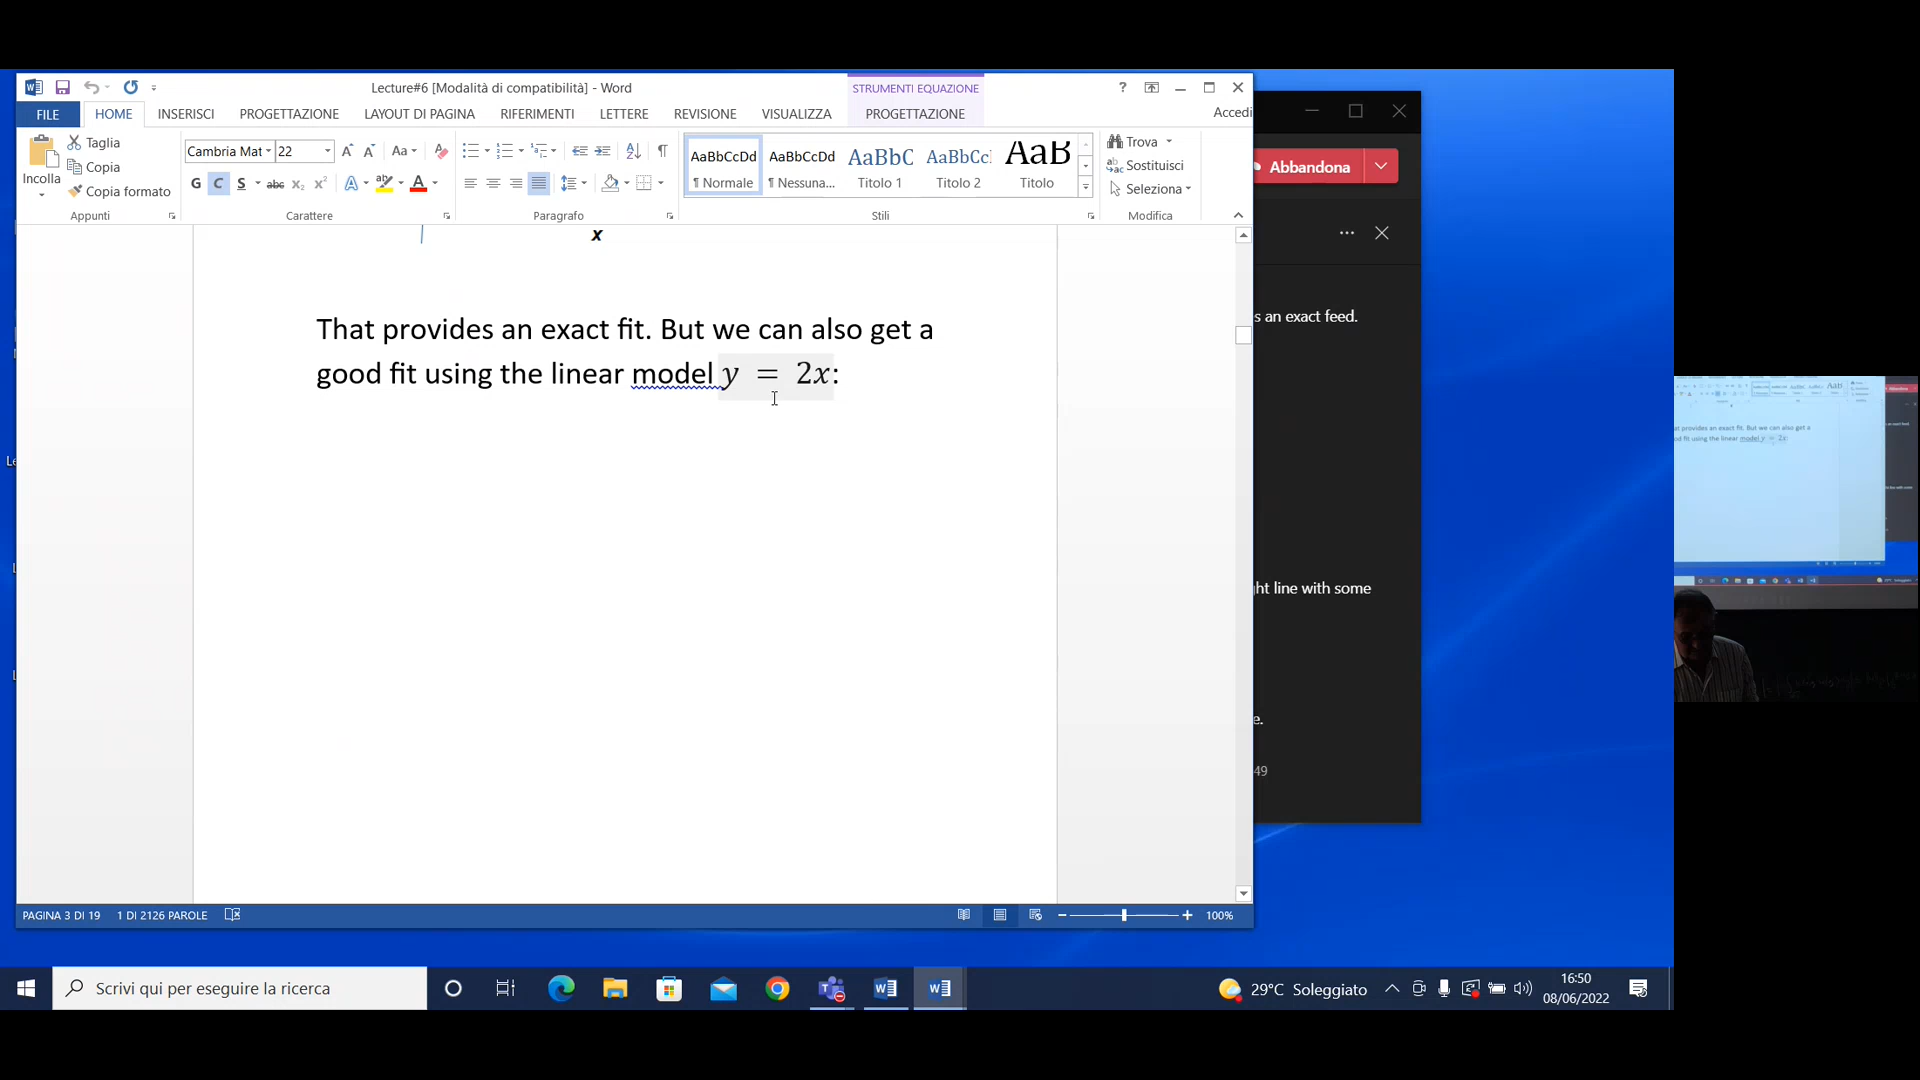 Lecture#6 [Modalità di compatibilità] - Word
STRUMENTI EQUAZIONE
?
FILE
HOME
INSERISCI
PROGETTAZIONE
LAYOUT DI PAGINA
RIFERIMENTI
LETTERE
REVISIONE
VISUALIZZA
PROGETTAZIONE
Accedi
Incolla
Taglia
Copia
Copia formato
Appunti
Cambria Mat
22
Aa
G C S abc x₂ x²
A
A
Carattere
Paragrafo
AaBbCcDd
¶ Normale
AaBbCcDd
¶ Nessuna...
AaBbC
Titolo 1
AaBbCc
Titolo 2
AaB
Titolo
Stili
Trova
Sostituisci
Seleziona
Modifica
Abbandona
x
That provides an exact fit. But we can also get a
good fit using the linear model y = 2x:
s an exact feed.
ht line with some
e.
49
PAGINA 3 DI 19
1 DI 2126 PAROLE
100%
Scrivi qui per eseguire la ricerca
29°C Soleggiato
16:50
08/06/2022